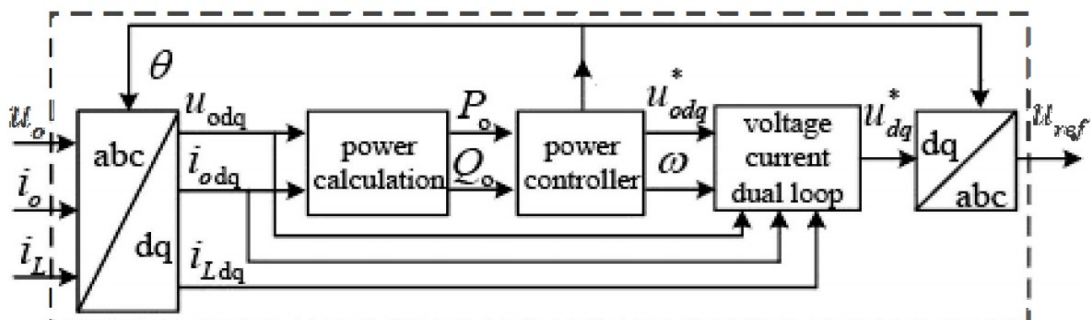 θ
u_o
i_o
i_L
abc
dq
u_odq
i_odq
i_Ldq
power
calculation
P_o
Q_o
power
controller
u*_odq
ω
voltage
current
dual loop
u*_dq
dq
abc
u_ref